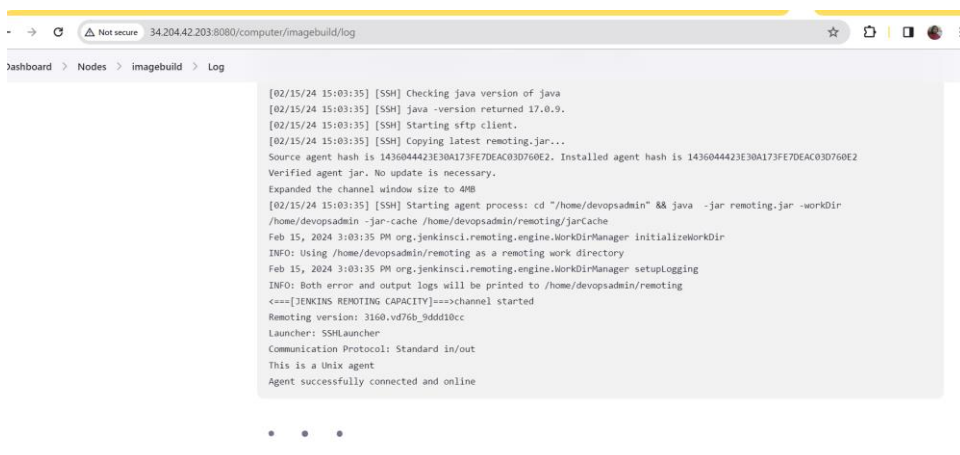 Not secure 34.204.42.203:8080/computer/imagebuild/log
Dashboard > Nodes > imagebuild > Log
[02/15/24 15:03:35] [SSH] Checking java version of java
[02/15/24 15:03:35] [SSH] java -version returned 17.0.9.
[02/15/24 15:03:35] [SSH] Starting sftp client.
[02/15/24 15:03:35] [SSH] Copying latest remoting.jar...
Source agent hash is 1436044423E30A173FE7DEAC03D760E2. Installed agent hash is 1436044423E30A173FE7DEAC03D760E2
Verified agent jar. No update is necessary.
Expanded the channel window size to 4MB
[02/15/24 15:03:35] [SSH] Starting agent process: cd "/home/devopsadmin" && java  -jar remoting.jar -workDir
/home/devopsadmin -jar-cache /home/devopsadmin/remoting/jarCache
Feb 15, 2024 3:03:35 PM org.jenkinsci.remoting.engine.WorkDirManager initializeWorkDir
INFO: Using /home/devopsadmin/remoting as a remoting work directory
Feb 15, 2024 3:03:35 PM org.jenkinsci.remoting.engine.WorkDirManager setupLogging
INFO: Both error and output logs will be printed to /home/devopsadmin/remoting
<===[JENKINS REMOTING CAPACITY]===>channel started
Remoting version: 3160.vd76b_9ddd10cc
Launcher: SSHLauncher
Communication Protocol: Standard in/out
This is a Unix agent
Agent successfully connected and online